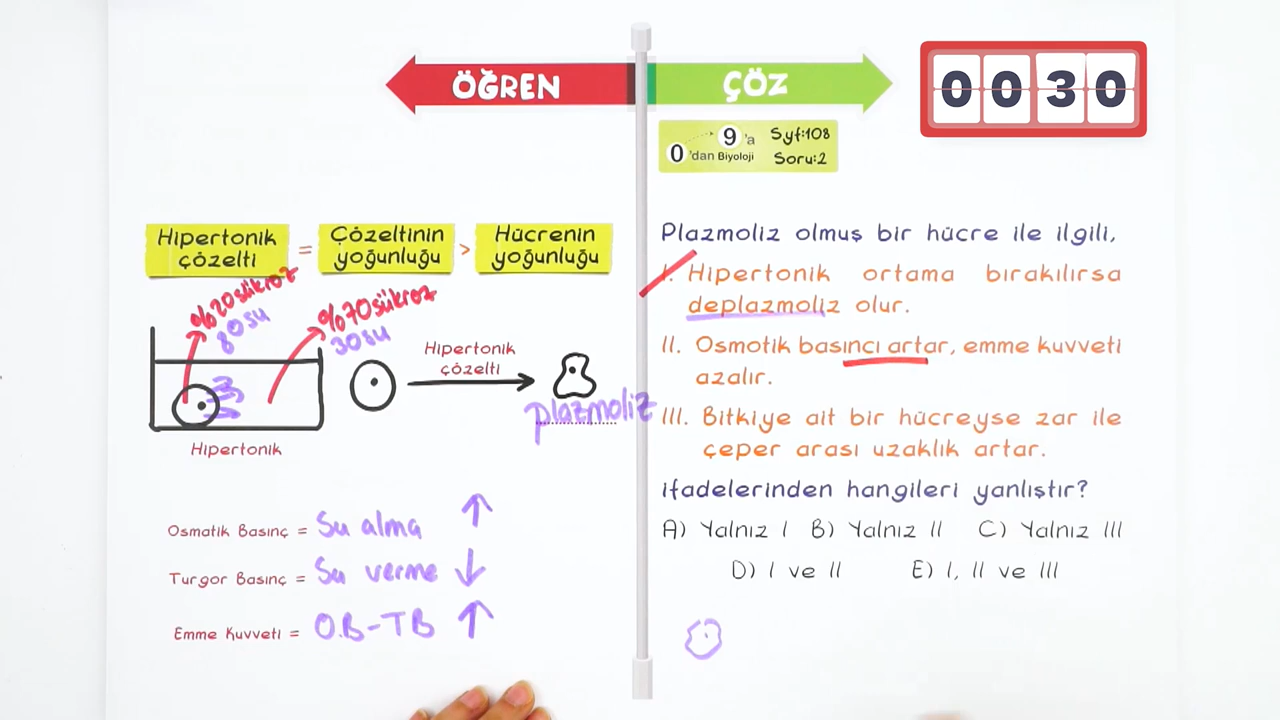 ÖĞREN
ÇÖZ
0030
0'dan 9'a Biyoloji
Syf:108
Soru:2
Hipertonik çözelti = Çözeltinin yoğunluğu > Hücrenin yoğunluğu
%20 sükroz
80 su
%70 sükroz
30 su
Hipertonik
çözelti
plazmoliz
Hipertonik
Osmatik Basınç = Su alma ↑
Turgor Basınç = Su verme ↓
Emme Kuvveti = O.B-TB ↑
Plazmoliz olmuş bir hücre ile ilgili,
I. Hipertonik ortama bırakılırsa
deplazmoliz olur.
II. Osmotik basıncı artar, emme kuvveti
azalır.
III. Bitkiye ait bir hücreyse zar ile
çeper arası uzaklık artar.
ifadelerinden hangileri yanlıştır?
A) Yalnız I B) Yalnız II C) Yalnız III
D) I ve II E) I, II ve III